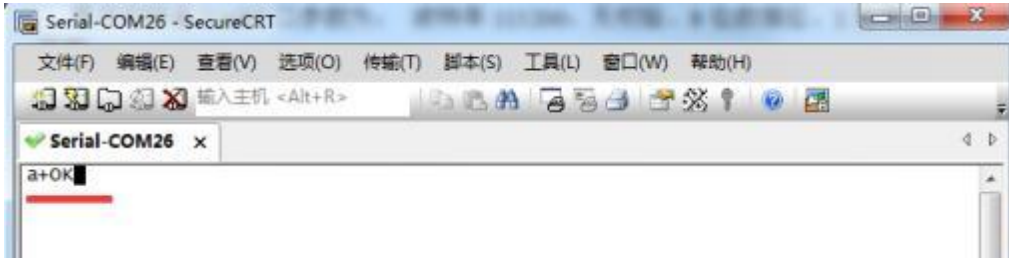 Serial-COM26 - SecureCRT
文件(F) 编辑(E) 查看(V) 选项(O) 传输(T) 脚本(S) 工具(L) 窗口(W) 帮助(H)
输入主机 <Alt+R>
Serial-COM26 x
a+OK